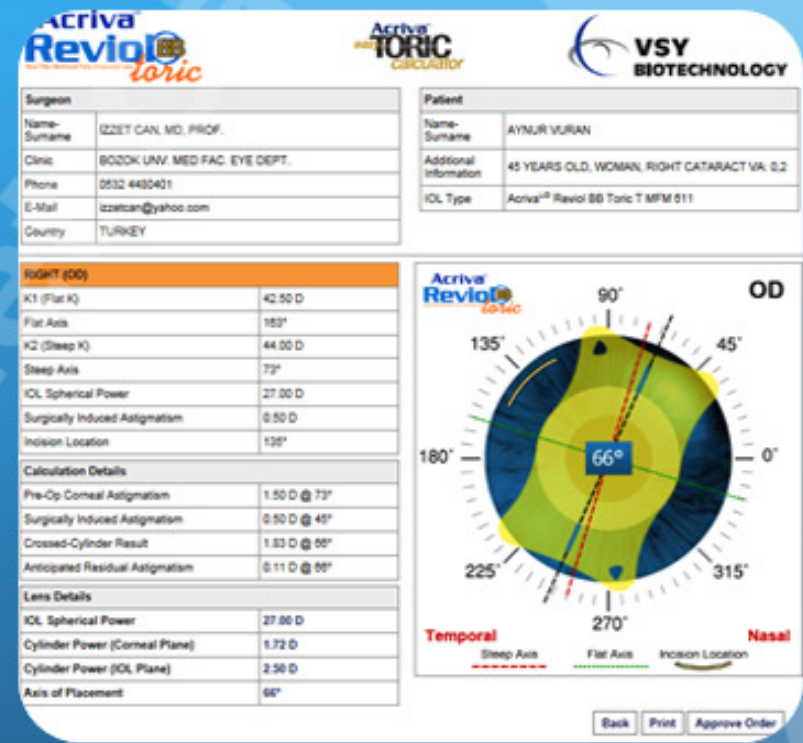 Acriva
Reviol BB
toric
Acriva
easy TORIC
calculator
VSY
BIOTECHNOLOGY
Surgeon
Name-Surname IZZET CAN, MD, PROF.
Clinic BOZOK UNV. MED FAC. EYE DEPT.
Phone 0532 4430401
E-Mail izzetcan@yahoo.com
Country TURKEY
Patient
Name-Surname AYNUR VURAN
Additional Information 45 YEARS OLD, WOMAN, RIGHT CATARACT VA: 0,2
IOL Type Acriva UD Reviol BB Toric T MFM 611
RIGHT (OD)
K1 (Flat K) 42.50 D
Flat Axis 163°
K2 (Steep K) 44.00 D
Steep Axis 73°
IOL Spherical Power 27.00 D
Surgically Induced Astigmatism 0.50 D
Incision Location 135°
Calculation Details
Pre-Op Corneal Astigmatism 1.50 D @ 73°
Surgically Induced Astigmatism 0.50 D @ 45°
Crossed-Cylinder Result 1.83 D @ 66°
Anticipated Residual Astigmatism 0.11 D @ 66°
Lens Details
IOL Spherical Power 27.00 D
Cylinder Power (Corneal Plane) 1.72 D
Cylinder Power (IOL Plane) 2.50 D
Axis of Placement 66°
Acriva
Reviol BB
toric
OD
90°
135°
45°
180°
66°
0°
225°
315°
270°
Temporal
Nasal
Steep Axis
Flat Axis
Incision Location
Back
Print
Approve Order